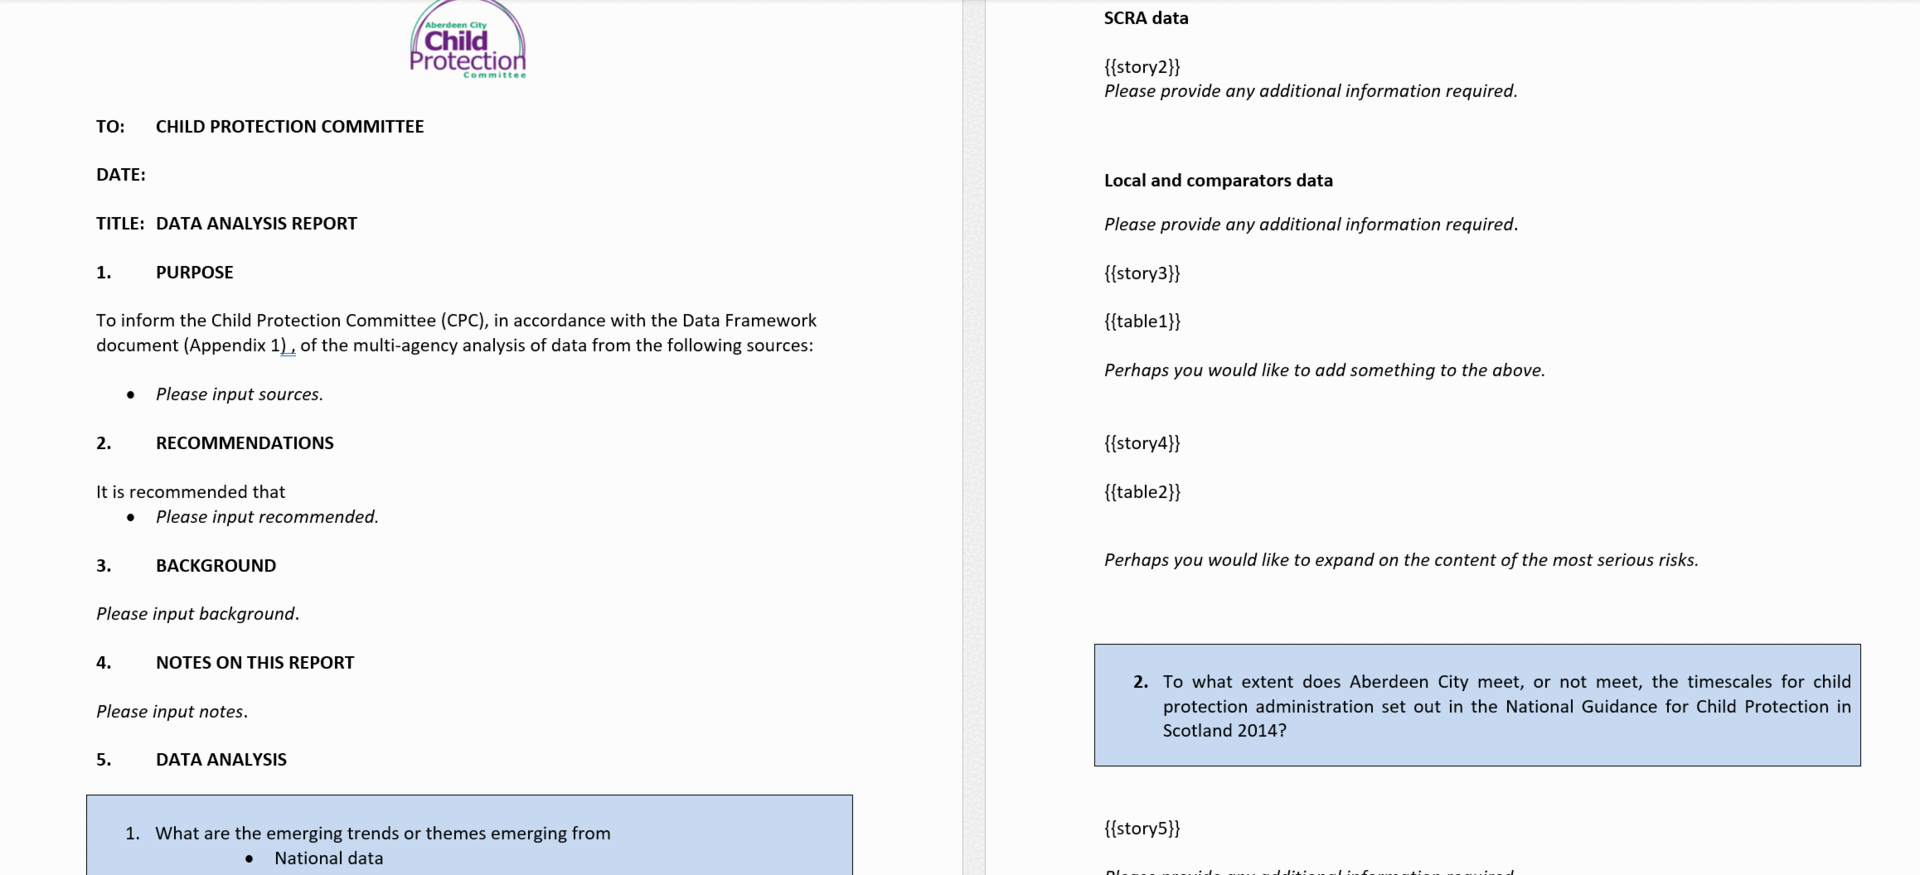 Aberdeen City
Child
Protection
Committee
TO: CHILD PROTECTION COMMITTEE
DATE:
TITLE: DATA ANALYSIS REPORT
1. PURPOSE
To inform the Child Protection Committee (CPC), in accordance with the Data Framework
document (Appendix 1) , of the multi-agency analysis of data from the following sources:
• Please input sources.
2. RECOMMENDATIONS
It is recommended that
• Please input recommended.
3. BACKGROUND
Please input background.
4. NOTES ON THIS REPORT
Please input notes.
5. DATA ANALYSIS
1. What are the emerging trends or themes emerging from
• National data
SCRA data
{{story2}}
Please provide any additional information required.
Local and comparators data
Please provide any additional information required.
{{story3}}
{{table1}}
Perhaps you would like to add something to the above.
{{story4}}
{{table2}}
Perhaps you would like to expand on the content of the most serious risks.
2. To what extent does Aberdeen City meet, or not meet, the timescales for child
protection administration set out in the National Guidance for Child Protection in
Scotland 2014?
{{story5}}
Please provide any additional information required.